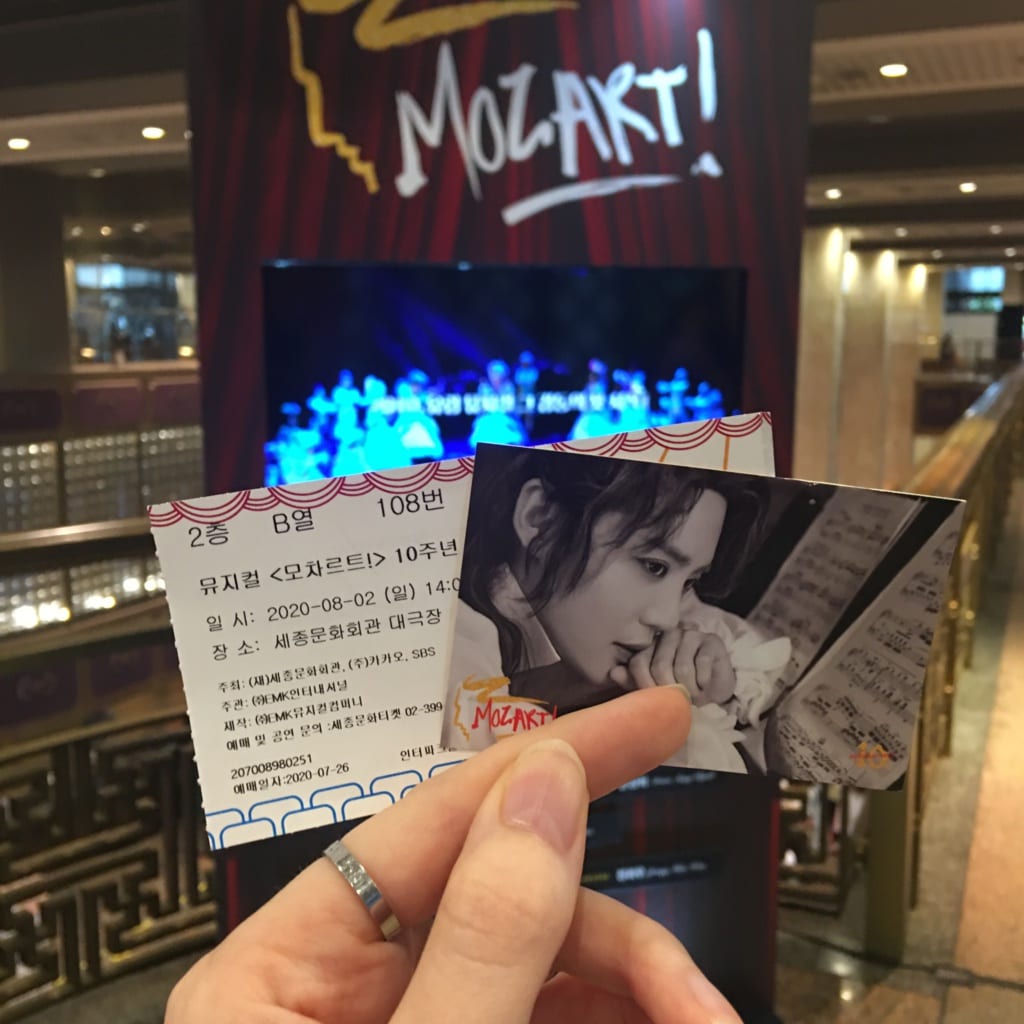 MOZART!
2층 B열 108번
뮤지컬 <모차르트!> 10주년
일 시: 2020-08-02 (일) 14:0
장 소: 세종문화회관 대극장
주최: (재)세종문화회관, (주)카카오, SBS
주관: ㈜EMK인터내셔널
제작: ㈜EMK뮤지컬컴퍼니
예매 및 공연 문의 :세종문화티켓 02-399
207008980251 인터파크
예매일시:2020-07-26
MOZART!
10